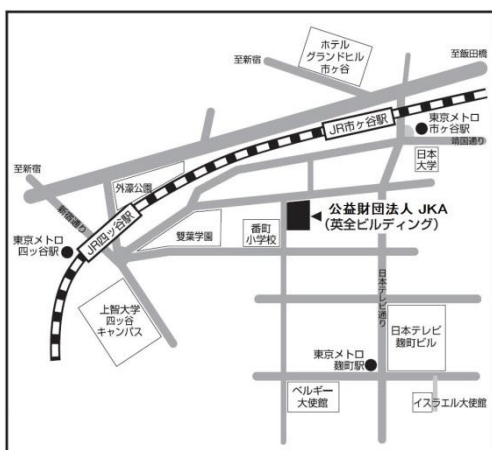 ホテル
グランドヒル
市ヶ谷
至新宿
至飯田橋
JR市ヶ谷駅
東京メトロ
市ヶ谷駅
靖国通り
日本
大学
至新宿
外濠公園
新宿通り
JR四ツ谷駅
東京メトロ
四ツ谷駅
雙葉学園
番町
小学校
公益財団法人 JKA
(英全ビルディング)
上智大学
四ツ谷
キャンパス
日本テレビ通り
日本テレビ
麹町ビル
東京メトロ
麹町駅
ベルギー
大使館
イスラエル大使館